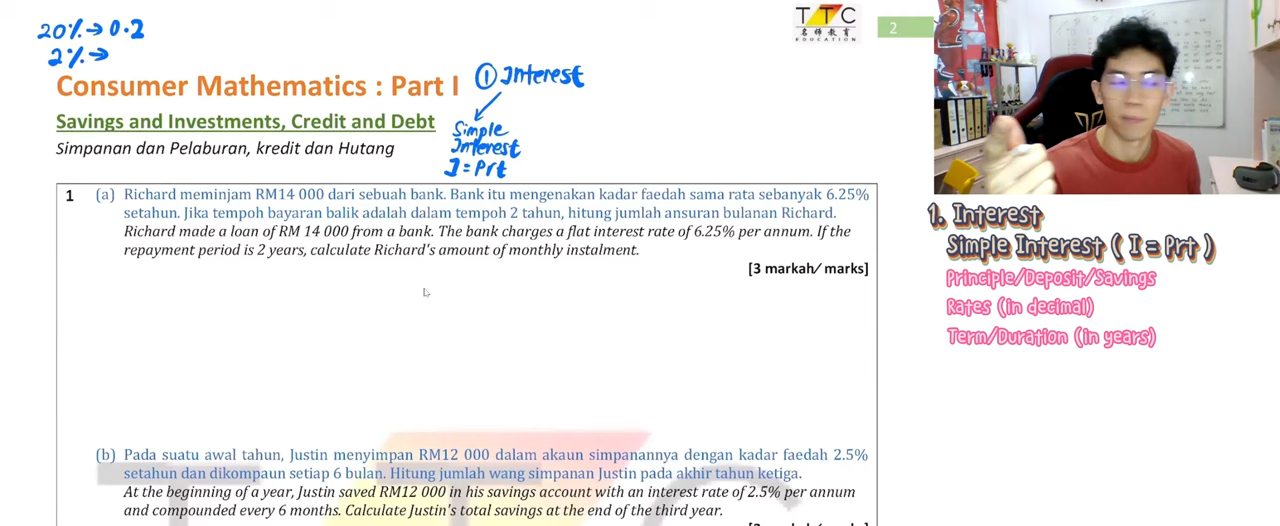 20% → 0.2
2% →
TTC
名师教育
EDUCATION
2
Consumer Mathematics : Part I
① Interest
Savings and Investments, Credit and Debt
Simpanan dan Pelaburan, kredit dan Hutang
Simple
Interest
I = Prt
1 (a) Richard meminjam RM14 000 dari sebuah bank. Bank itu mengenakan kadar faedah sama rata sebanyak 6.25%
setahun. Jika tempoh bayaran balik adalah dalam tempoh 2 tahun, hitung jumlah ansuran bulanan Richard.
Richard made a loan of RM 14 000 from a bank. The bank charges a flat interest rate of 6.25% per annum. If the
repayment period is 2 years, calculate Richard's amount of monthly instalment.
[3 markah/ marks]
(b) Pada suatu awal tahun, Justin menyimpan RM12 000 dalam akaun simpanannya dengan kadar faedah 2.5%
setahun dan dikompaun setiap 6 bulan. Hitung jumlah wang simpanan Justin pada akhir tahun ketiga.
At the beginning of a year, Justin saved RM12 000 in his savings account with an interest rate of 2.5% per annum
and compounded every 6 months. Calculate Justin's total savings at the end of the third year.
1. Interest
Simple Interest ( I = Prt )
Principle/Deposit/Savings
Rates (in decimal)
Term/Duration (in years)